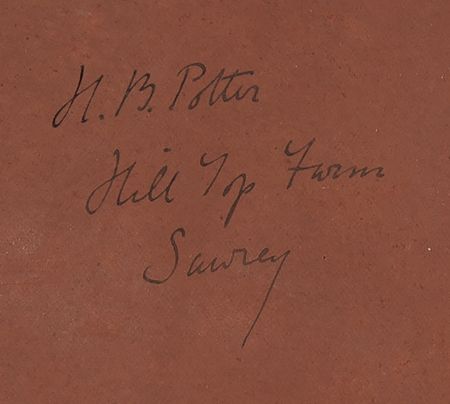 H. B. Potter
Hill Top Farm
Sawrey